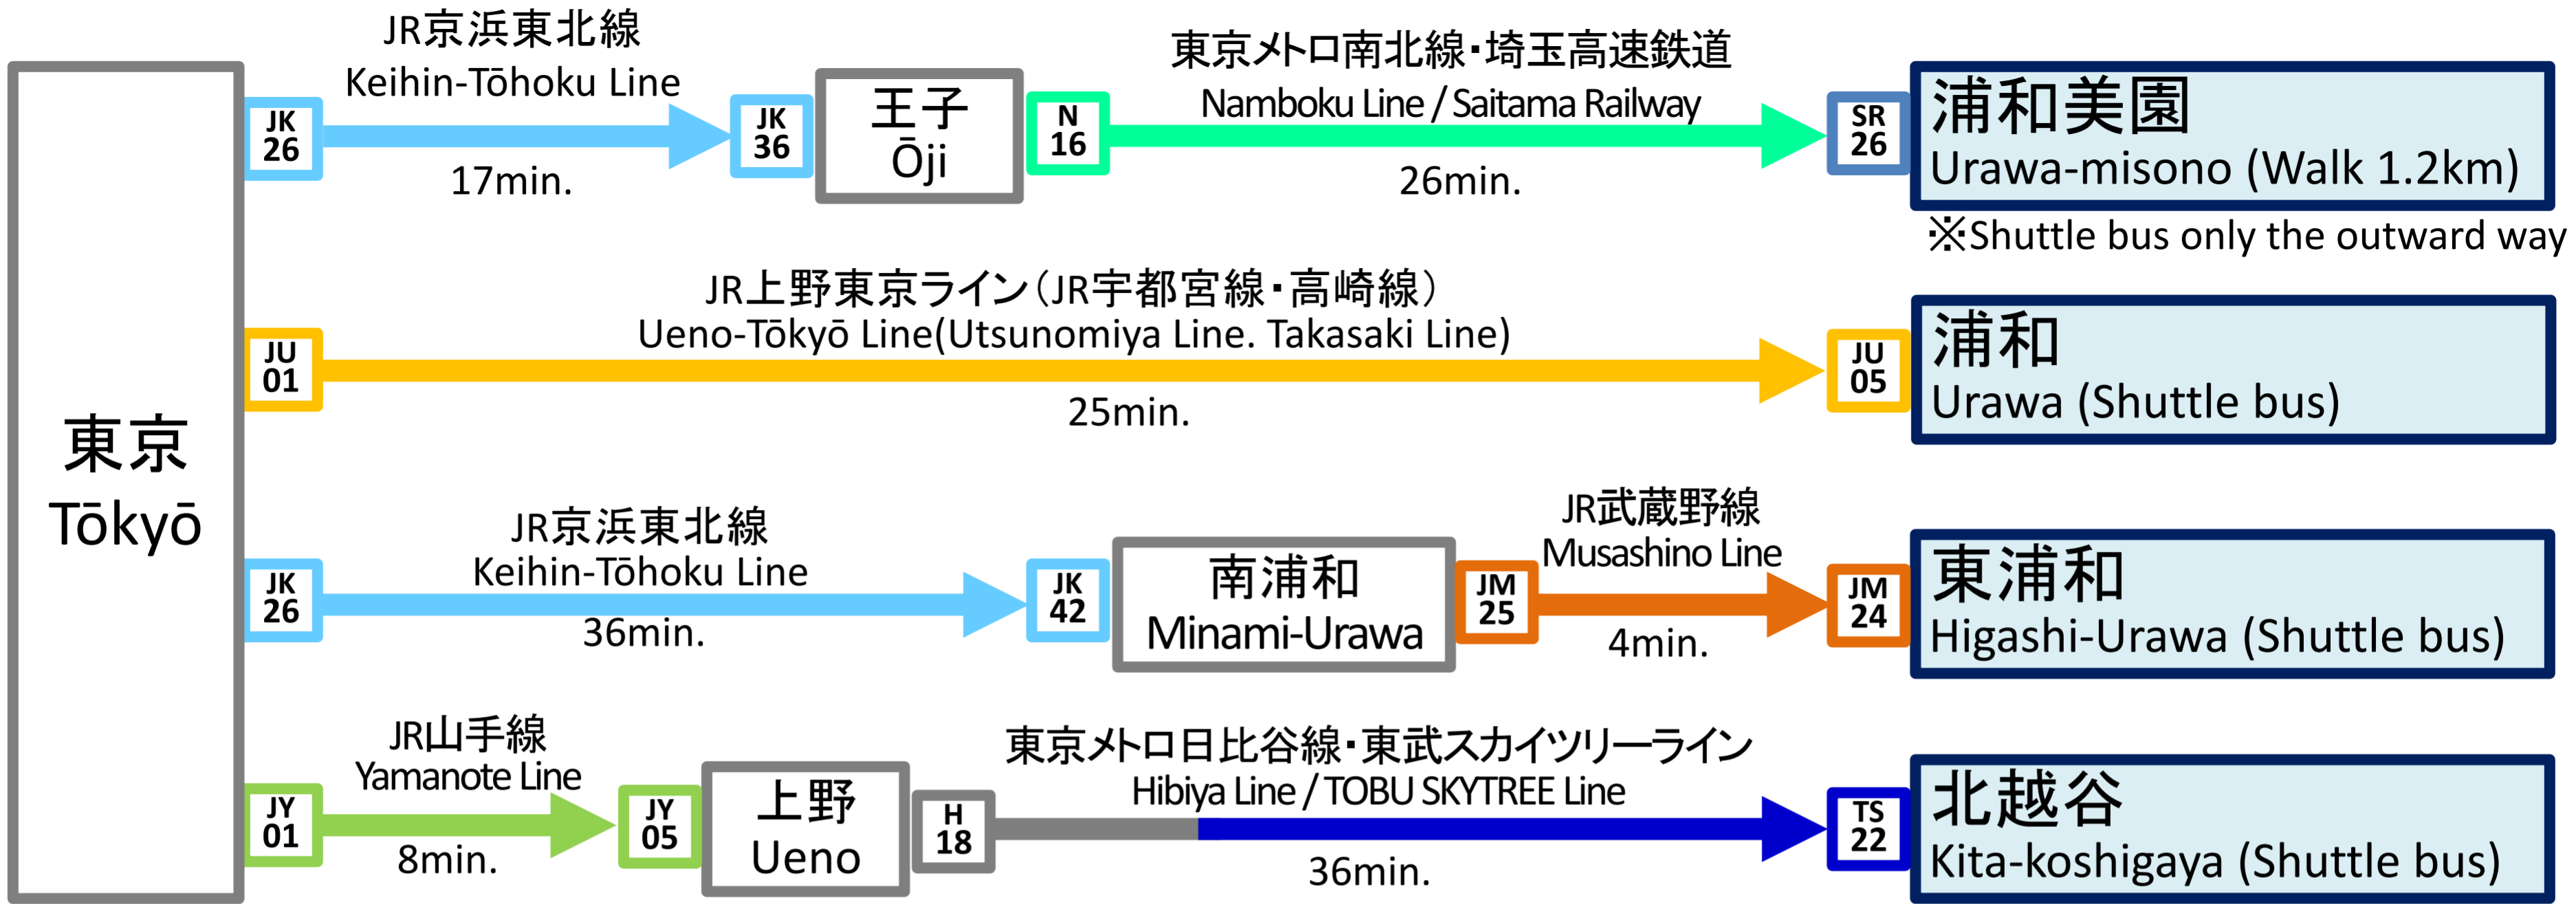 東京
Tōkyō
JR京浜東北線
Keihin-Tōhoku Line
JK
26
17min.
JK
36
王子
Ōji
東京メトロ南北線・埼玉高速鉄道
Namboku Line / Saitama Railway
N
16
26min.
SR
26
浦和美園
Urawa-misono (Walk 1.2km)
※Shuttle bus only the outward way
JR上野東京ライン（JR宇都宮線・高崎線）
Ueno-Tōkyō Line(Utsunomiya Line. Takasaki Line)
JU
01
25min.
JU
05
浦和
Urawa (Shuttle bus)
JR京浜東北線
Keihin-Tōhoku Line
JK
26
36min.
JK
42
南浦和
Minami-Urawa
JR武蔵野線
Musashino Line
JM
25
4min.
JM
24
東浦和
Higashi-Urawa (Shuttle bus)
JR山手線
Yamanote Line
JY
01
8min.
JY
05
上野
Ueno
東京メトロ日比谷線・東武スカイツリーライン
Hibiya Line / TOBU SKYTREE Line
H
18
36min.
TS
22
北越谷
Kita-koshigaya (Shuttle bus)